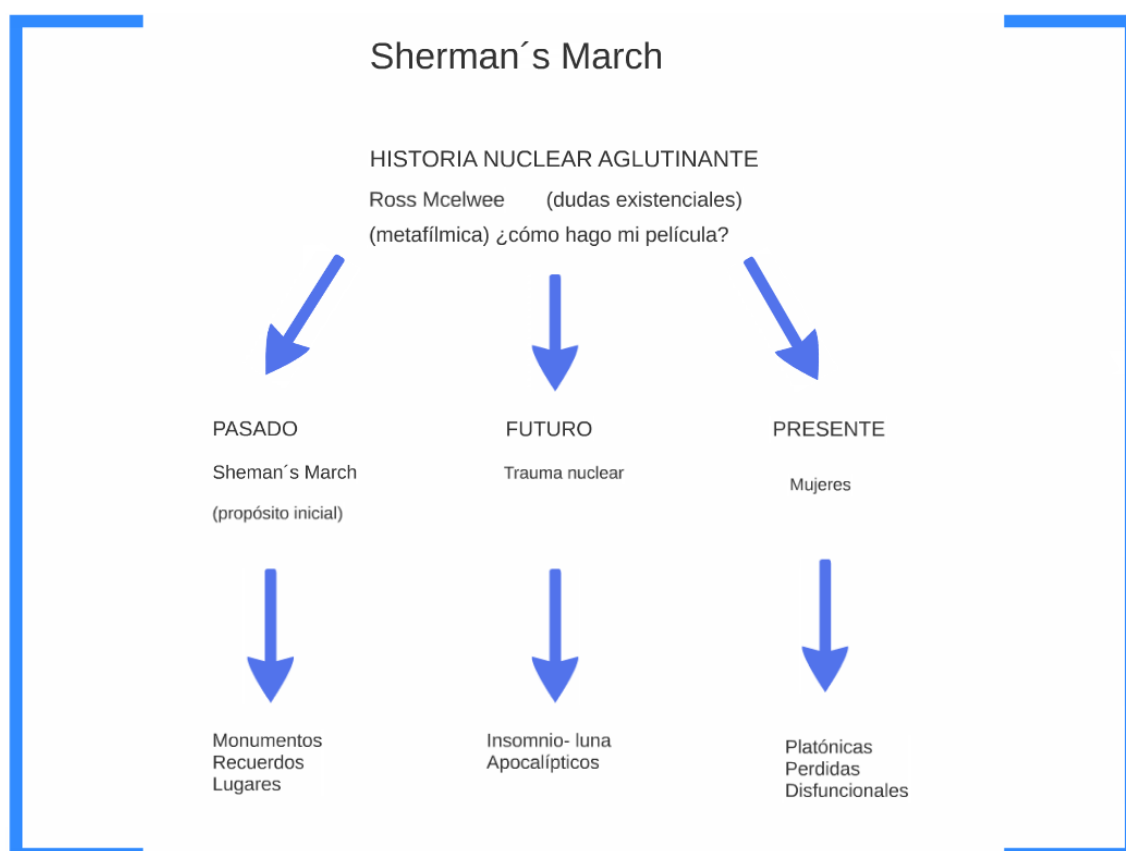 Sherman´s March
HISTORIA NUCLEAR AGLUTINANTE
Ross Mcelwee (dudas existenciales)
(metafílmica) ¿cómo hago mi película?
PASADO
Sheman´s March
(propósito inicial)
FUTURO
Trauma nuclear
PRESENTE
Mujeres
Monumentos
Recuerdos
Lugares
Insomnio- luna
Apocalípticos
Platónicas
Perdidas
Disfuncionales